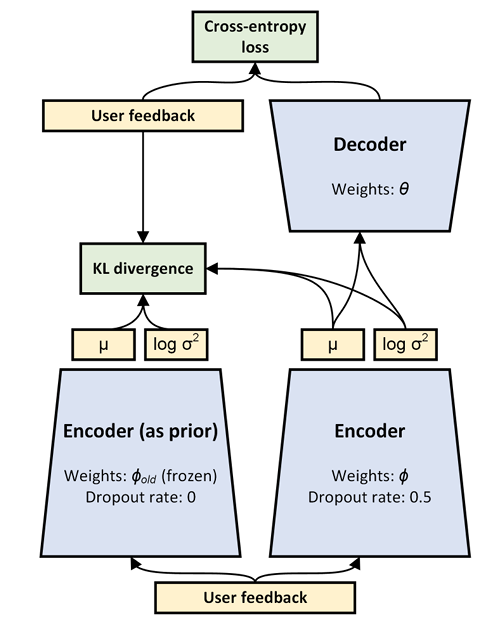 Cross-entropy
loss
User feedback
Decoder
Weights: θ
KL divergence
μ
log σ²
μ
log σ²
Encoder (as prior)
Weights: ϕold (frozen)
Dropout rate: 0
Encoder
Weights: ϕ
Dropout rate: 0.5
User feedback